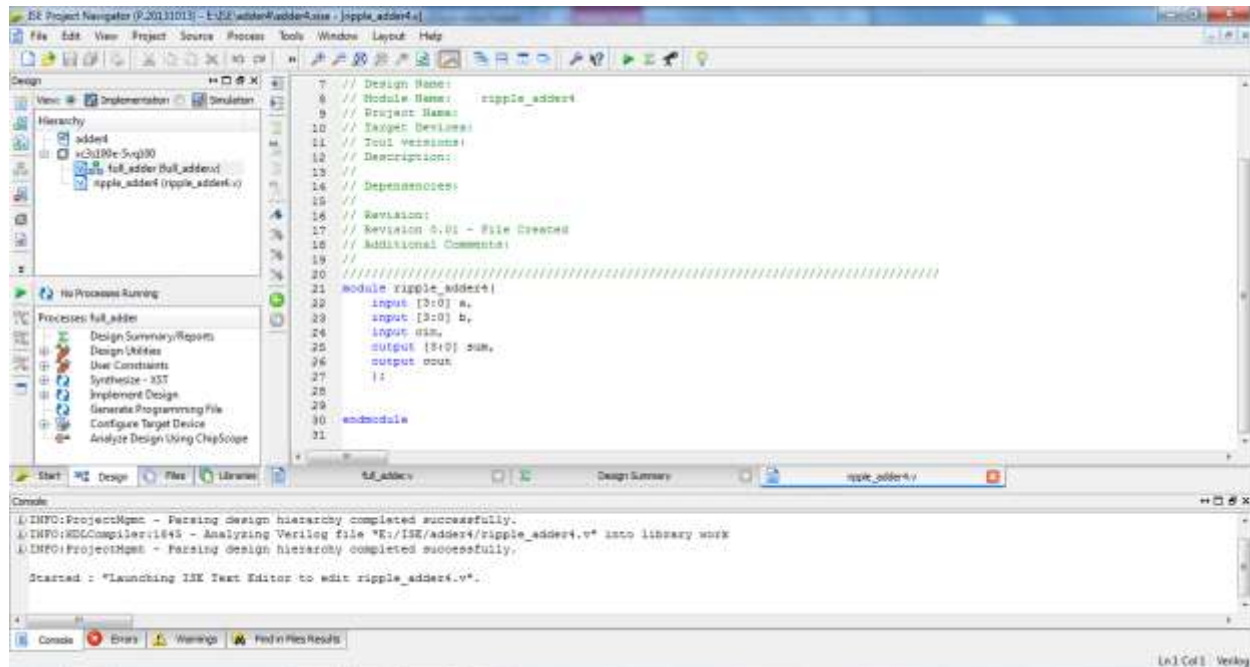 ISE Project Navigator (P.20131013) - E:\ISE\adder4\adder4.xise - [ripple_adder4.v]
File Edit View Project Source Process Tools Window Layout Help
Design
View: Implementation Simulation
Hierarchy
adder4
xc3s100e-5vq100
full_adder (full_adder.v)
ripple_adder4 (ripple_adder4.v)
No Processes Running
Processes: full_adder
Design Summary/Reports
Design Utilities
User Constraints
Synthesize - XST
Implement Design
Generate Programming File
Configure Target Device
Analyze Design Using ChipScope
Start Design Files Libraries
7 // Design Name:
8 // Module Name: ripple_adder4
9 // Project Name:
10 // Target Devices:
11 // Tool versions:
12 // Description:
13 //
14 // Dependencies:
15 //
16 // Revision:
17 // Revision 0.01 - File Created
18 // Additional Comments:
19 //
20 //////////////////////////////////////////////////////////////////////////////////
21 module ripple_adder4(
22 input [3:0] a,
23 input [3:0] b,
24 input cin,
25 output [3:0] sum,
26 output cout
27 );
28
29
30 endmodule
31
full_adder.v Design Summary ripple_adder4.v
Console
INFO:ProjectMgmt - Parsing design hierarchy completed successfully.
INFO:HDLCompiler:1845 - Analyzing Verilog file "E:/ISE/adder4/ripple_adder4.v" into library work
INFO:ProjectMgmt - Parsing design hierarchy completed successfully.
Started : "Launching ISE Text Editor to edit ripple_adder4.v".
Console Errors Warnings Find in Files Results
Ln 1 Col 1 Verilog